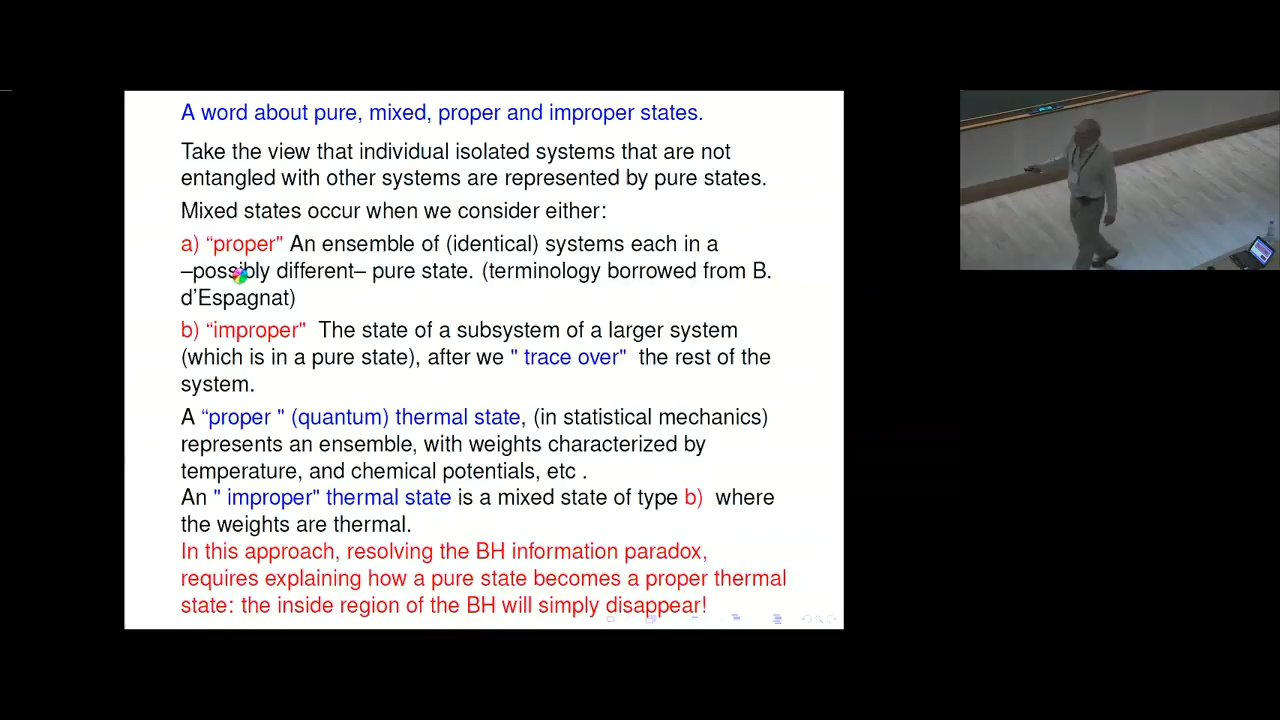 A word about pure, mixed, proper and improper states.
Take the view that individual isolated systems that are not
entangled with other systems are represented by pure states.
Mixed states occur when we consider either:
a) “proper" An ensemble of (identical) systems each in a
–possibly different– pure state. (terminology borrowed from B.
d'Espagnat)
b) “improper" The state of a subsystem of a larger system
(which is in a pure state), after we " trace over" the rest of the
system.
A “proper " (quantum) thermal state, (in statistical mechanics)
represents an ensemble, with weights characterized by
temperature, and chemical potentials, etc .
An " improper" thermal state is a mixed state of type b) where
the weights are thermal.
In this approach, resolving the BH information paradox,
requires explaining how a pure state becomes a proper thermal
state: the inside region of the BH will simply disappear!